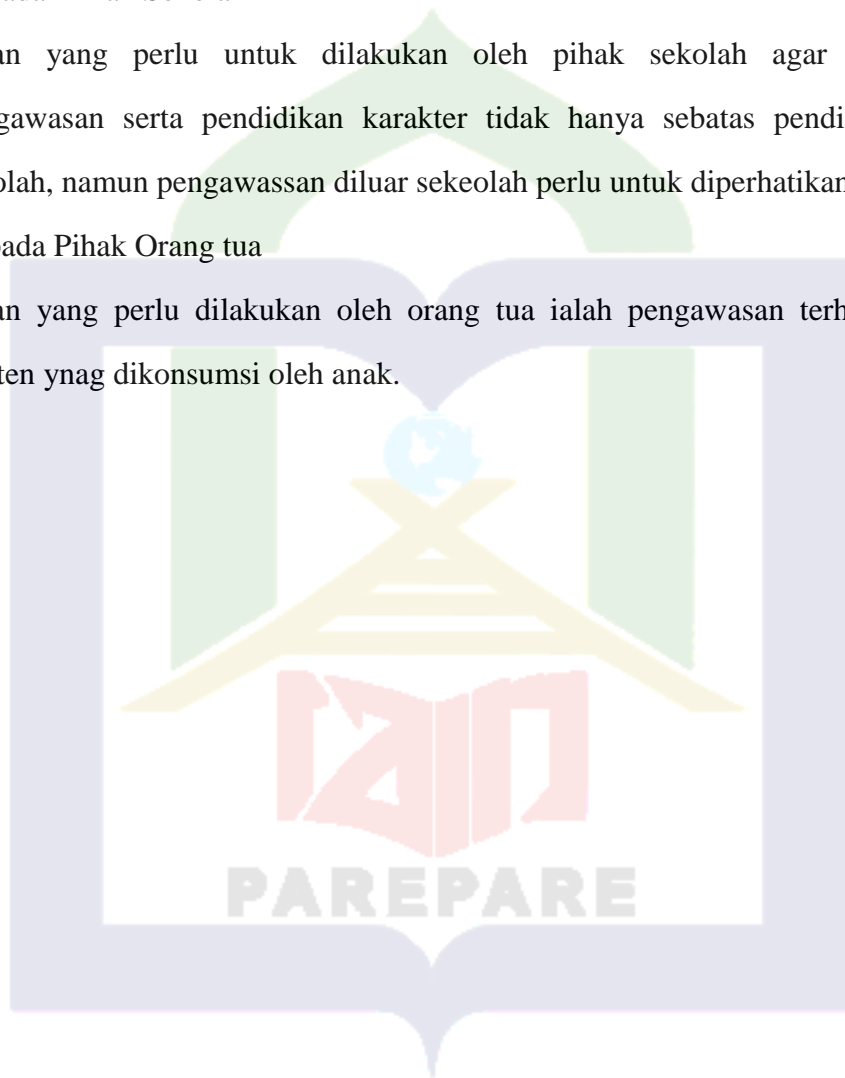 an yang perlu untuk dilakukan oleh pihak sekolah agar
gawasan serta pendidikan karakter tidak hanya sebatas pendi
olah, namun pengawassan diluar sekeolah perlu untuk diperhatikan
pada Pihak Orang tua
an yang perlu dilakukan oleh orang tua ialah pengawasan terh
ten ynag dikonsumsi oleh anak.
iain
PAREPARE